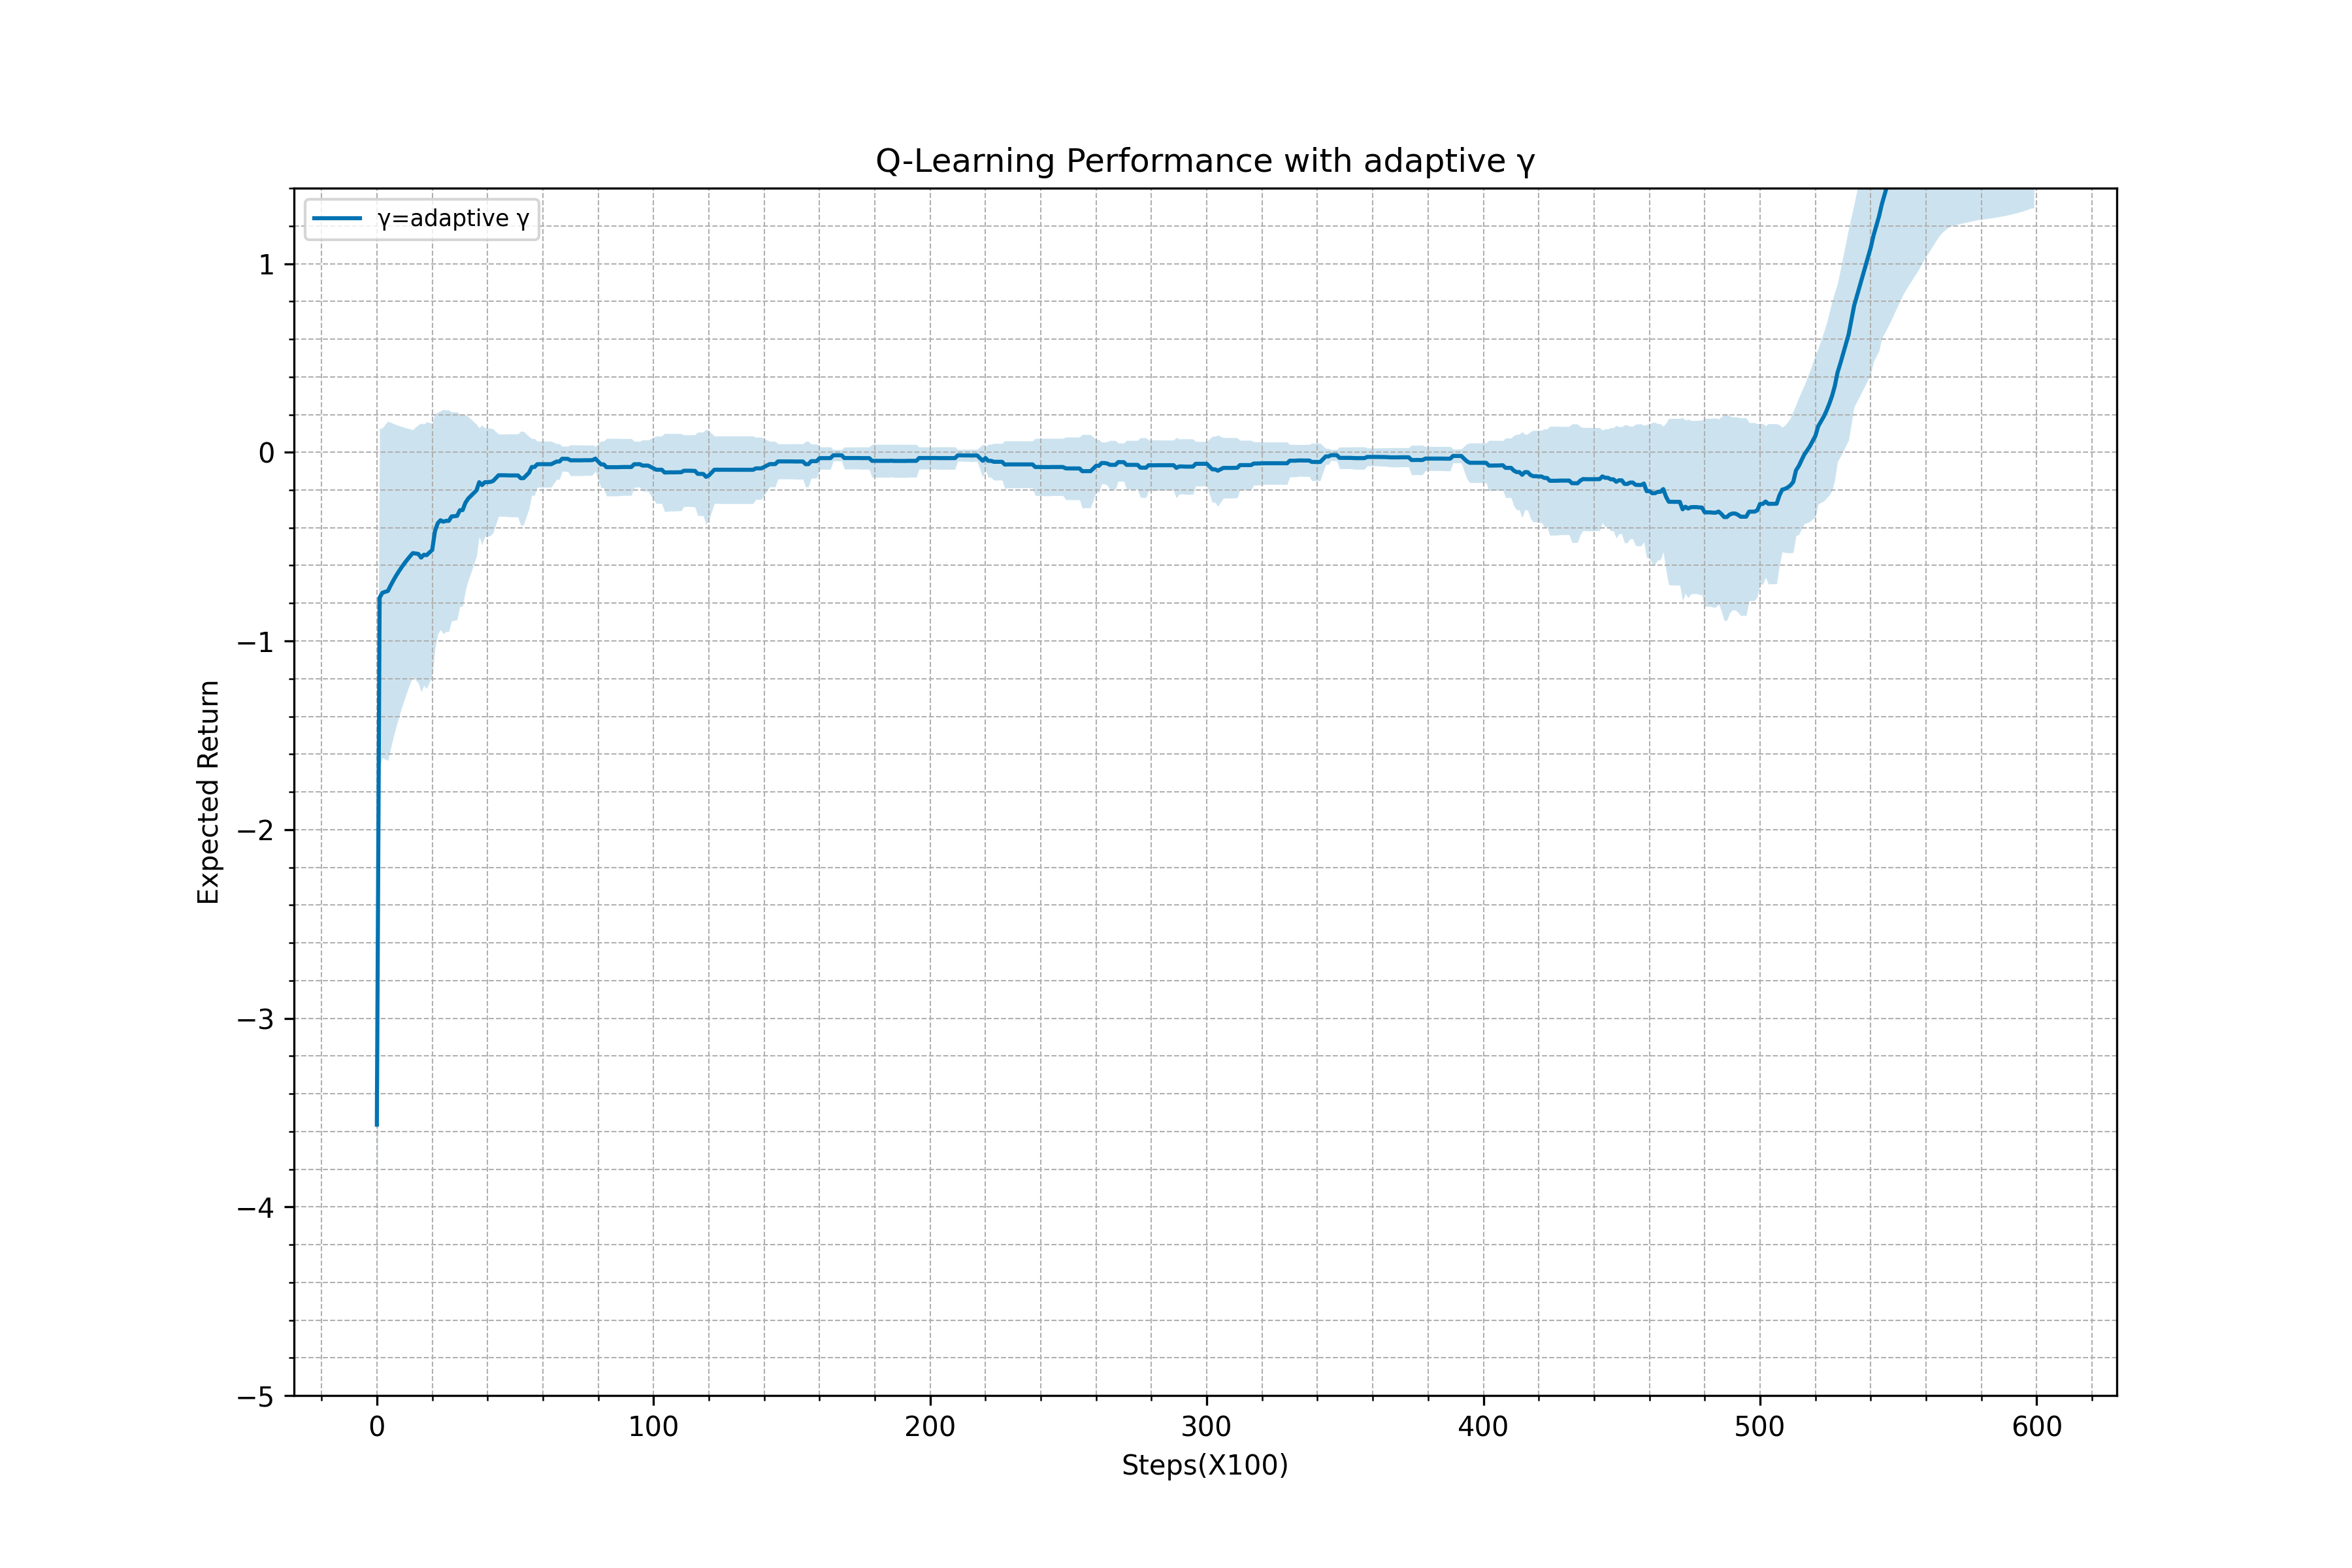 Q-Learning Performance with adaptive γ
γ=adaptive γ
1
0
−1
−2
−3
−4
−5
Expected Return
0 100 200 300 400 500 600
Steps(X100)